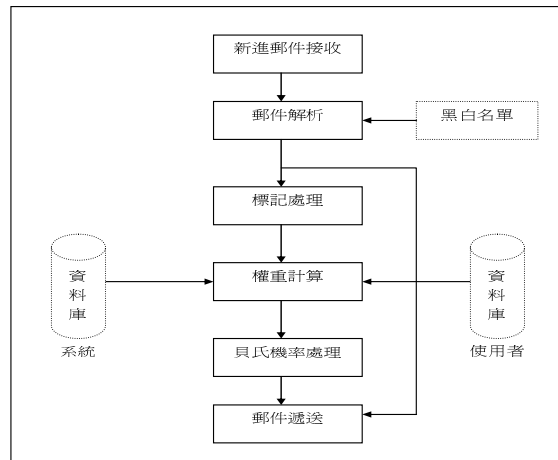 新進郵件接收
郵件解析
黑白名單
標記處理
資料庫
權重計算
資料庫
系統
貝氏機率處理
使用者
郵件遞送